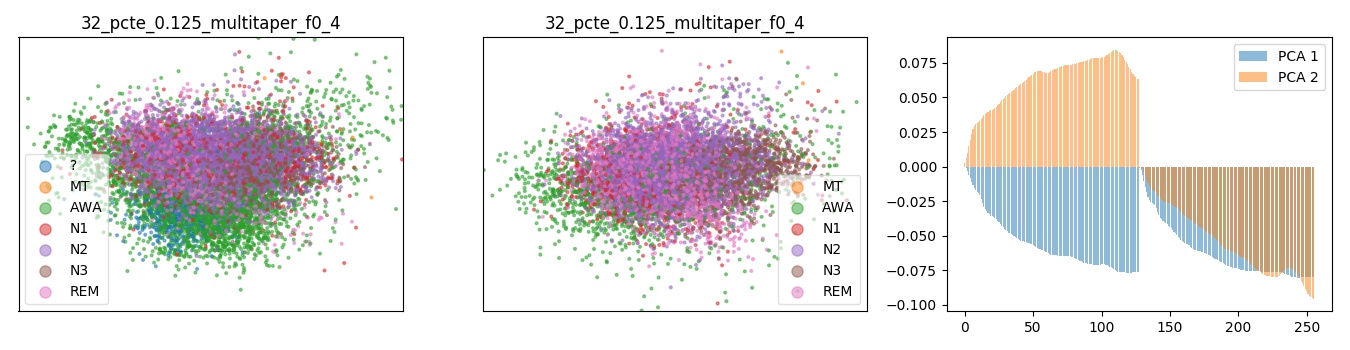 32_pcte_0.125_multitaper_f0_4
?
MT
AWA
N1
N2
N3
REM
32_pcte_0.125_multitaper_f0_4
MT
AWA
N1
N2
N3
REM
PCA 1
PCA 2
0.075
0.050
0.025
0.000
−0.025
−0.050
−0.075
−0.100
0 50 100 150 200 250